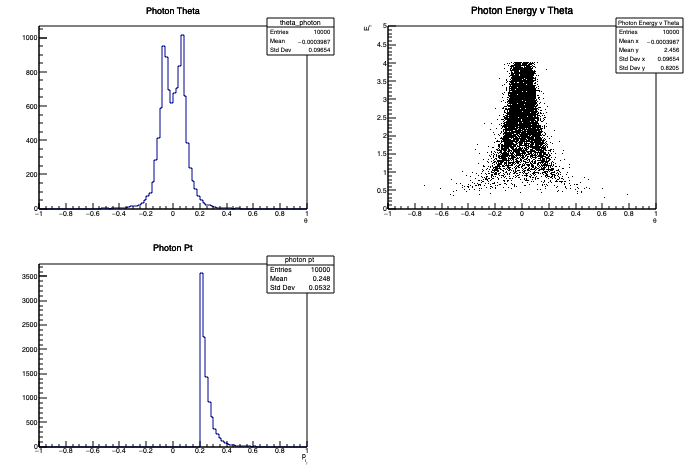 Photon Theta
theta_photon
Entries 10000
Mean −0.0003987
Std Dev 0.09654
1000
800
600
400
200
0
−1 −0.8 −0.6 −0.4 −0.2 0 0.2 0.4 0.6 0.8 1
θ
Photon Energy v Theta
Photon Energy v Theta
Entries 10000
Mean x −0.0003987
Mean y 2.456
Std Dev x 0.09654
Std Dev y 0.8205
5
4.5
4
3.5
3
2.5
2
1.5
1
0.5
0
−1 −0.8 −0.6 −0.4 −0.2 0 0.2 0.4 0.6 0.8 1
θ
Photon Pt
photon pt
Entries 10000
Mean 0.248
Std Dev 0.0532
3500
3000
2500
2000
1500
1000
500
0
−1 −0.8 −0.6 −0.4 −0.2 0 0.2 0.4 0.6 0.8 1